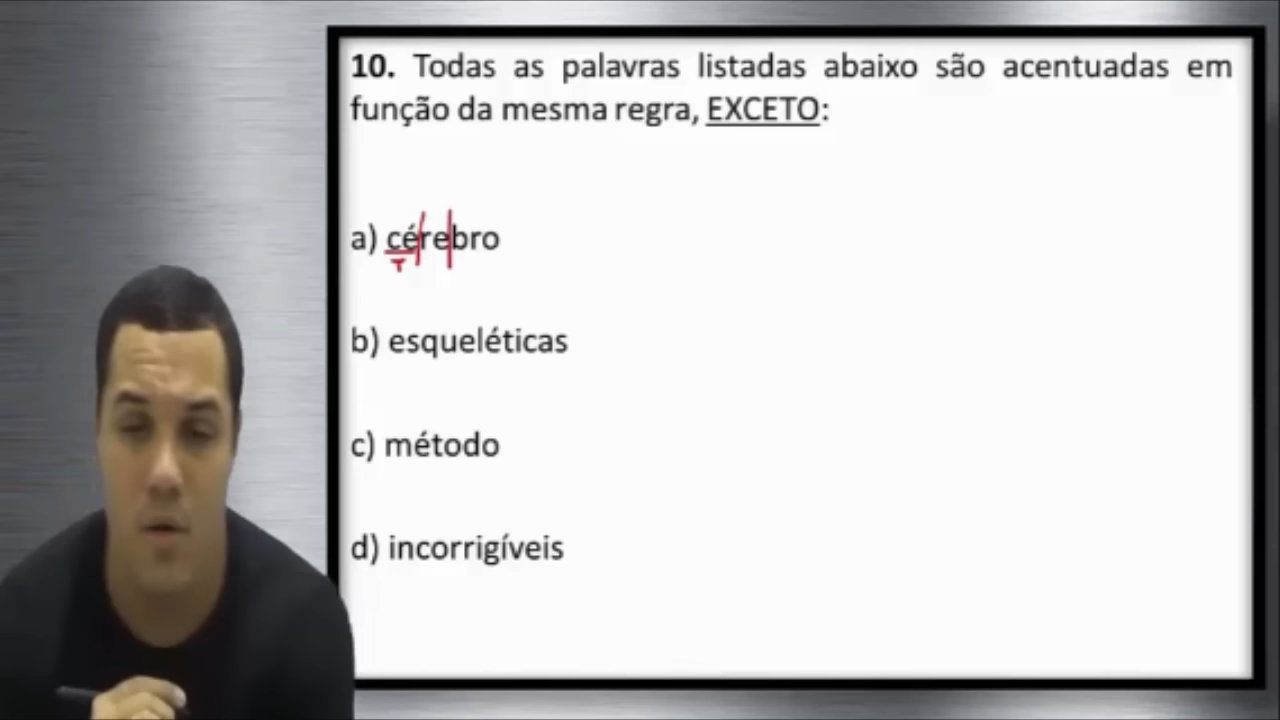 10. Todas as palavras listadas abaixo são acentuadas em
função da mesma regra, EXCETO:
a) cérebro
b) esqueléticas
c) método
d) incorrigíveis